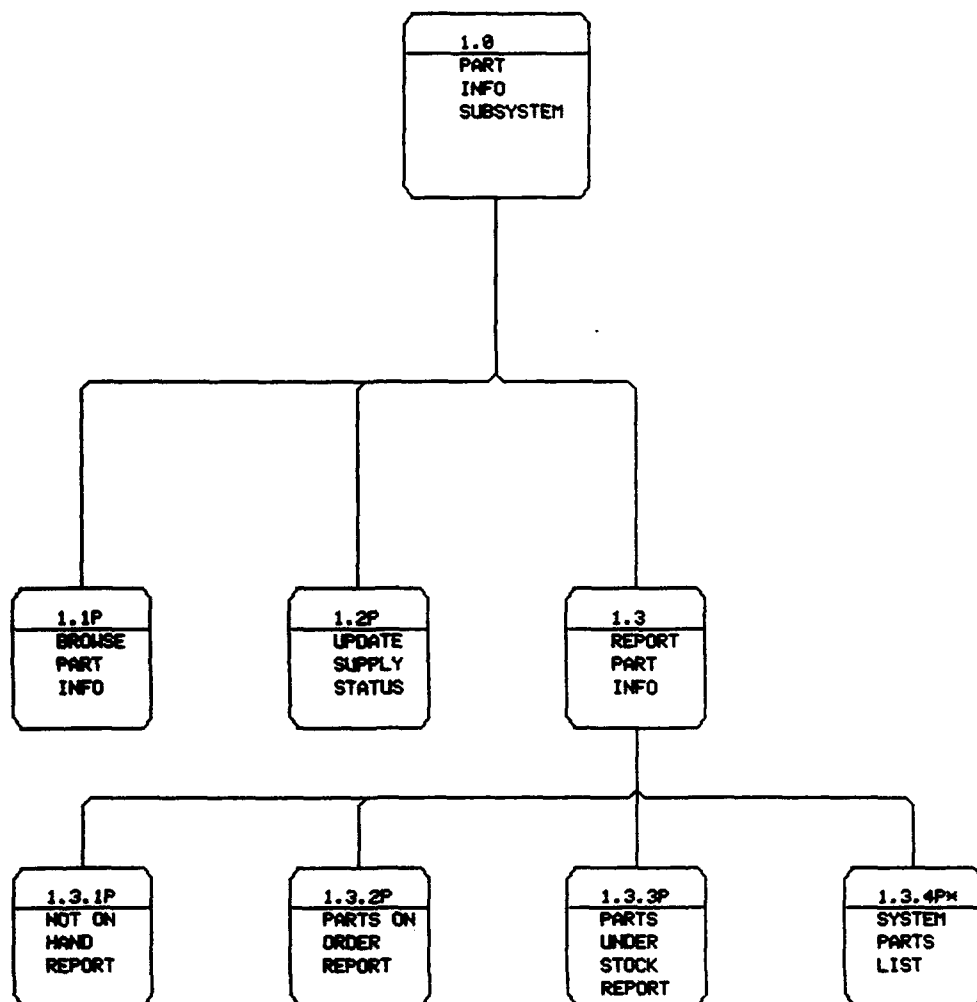 1.0
PART
INFO
SUBSYSTEM
1.1P
BROWSE
PART
INFO
1.2P
UPDATE
SUPPLY
STATUS
1.3
REPORT
PART
INFO
1.3.1P
NOT ON
HAND
REPORT
1.3.2P
PARTS ON
ORDER
REPORT
1.3.3P
PARTS
UNDER
STOCK
REPORT
1.3.4P*
SYSTEM
PARTS
LIST